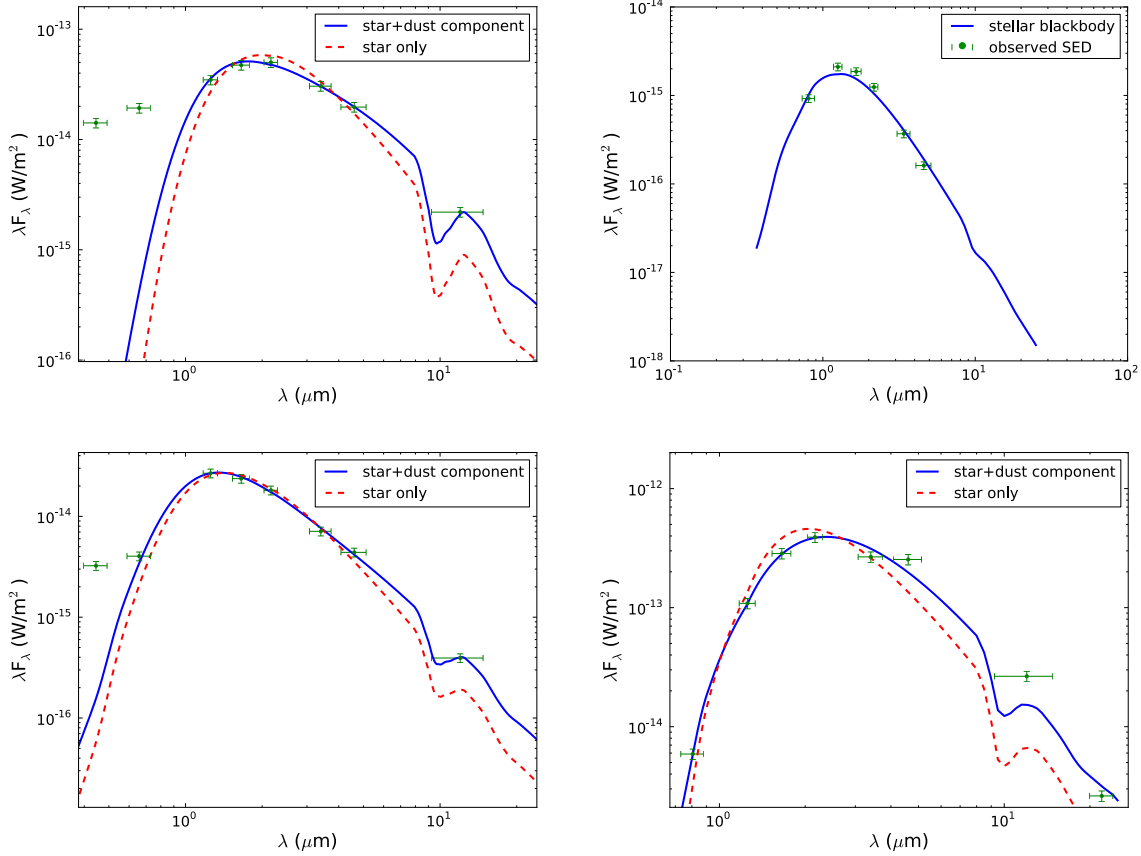 10^-13
10^-14
10^-15
10^-16
λF_λ (W/m^2 )
star+dust component
star only
10^0
10^1
λ (μm)
10^-14
10^-15
10^-16
10^-17
10^-18
λF_λ (W/m^2 )
stellar blackbody
observed SED
10^-1
10^0
10^1
10^2
λ (μm)
10^-14
10^-15
10^-16
λF_λ (W/m^2 )
star+dust component
star only
10^0
10^1
λ (μm)
10^-12
10^-13
10^-14
λF_λ (W/m^2 )
star+dust component
star only
10^0
10^1
λ (μm)